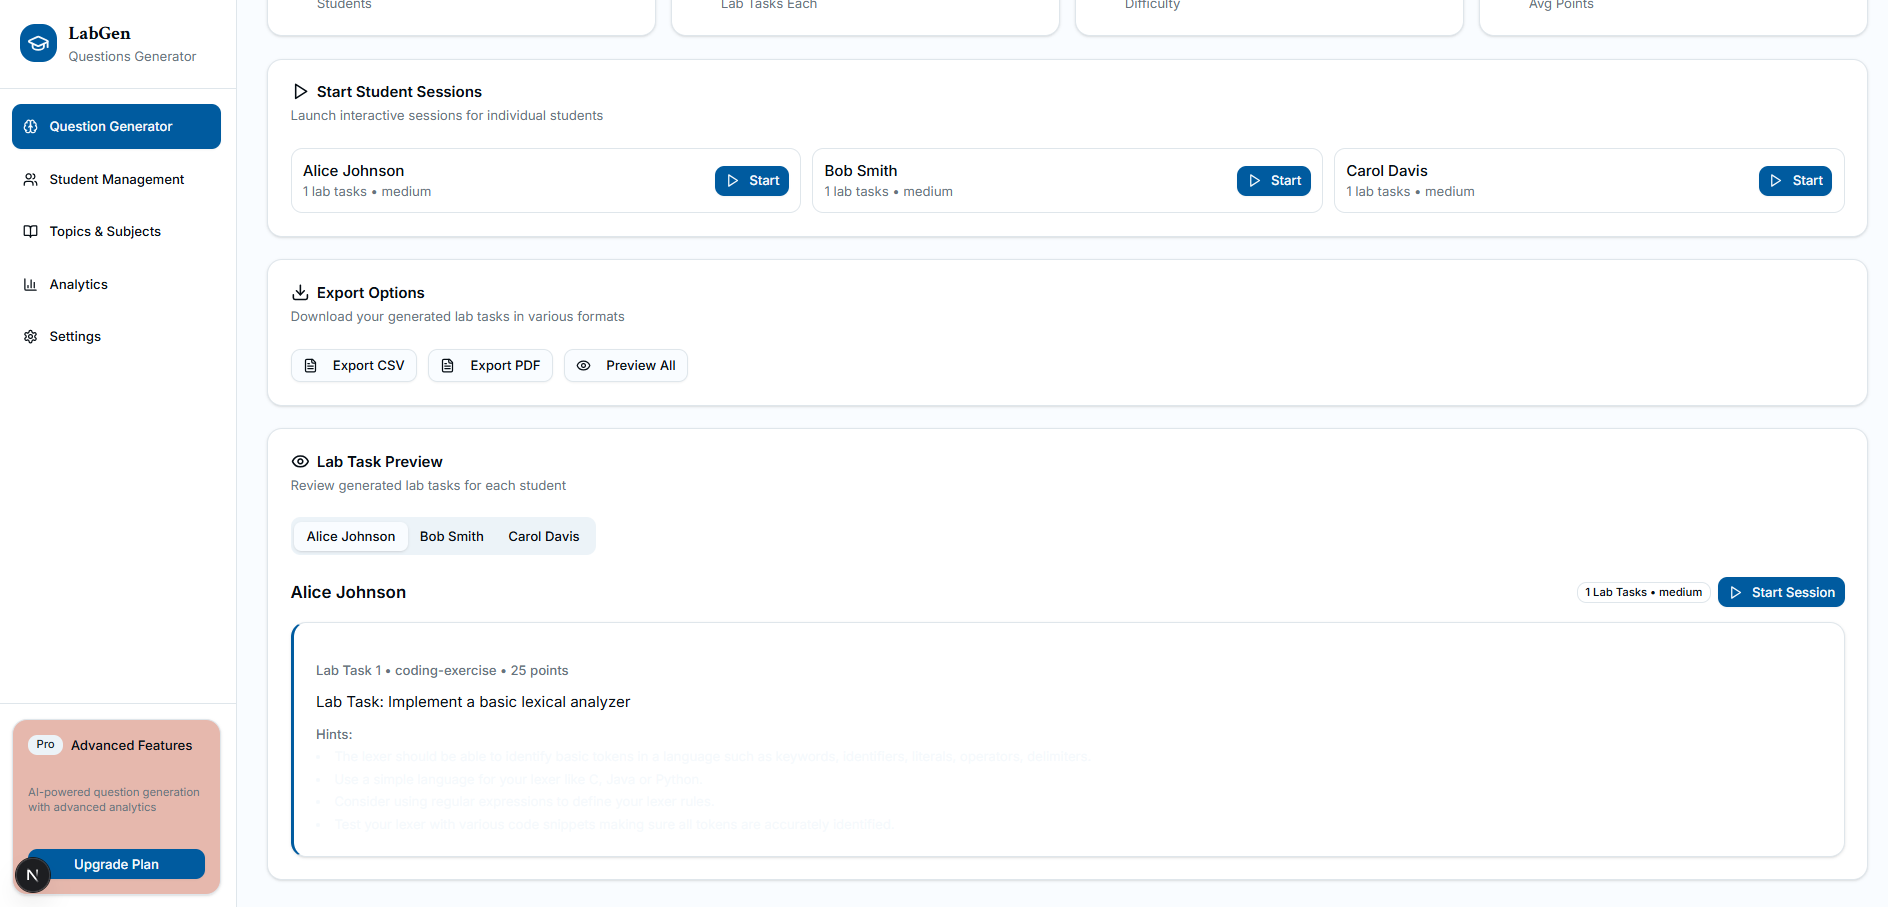 LabGen
Questions Generator
Question Generator
Student Management
Topics & Subjects
Analytics
Settings
Pro Advanced Features
AI-powered question generation
with advanced analytics
Upgrade Plan
N
Students
Lab Tasks Each
Difficulty
Avg Points
Start Student Sessions
Launch interactive sessions for individual students
Alice Johnson
1 lab tasks • medium
Start
Bob Smith
1 lab tasks • medium
Start
Carol Davis
1 lab tasks • medium
Start
Export Options
Download your generated lab tasks in various formats
Export CSV
Export PDF
Preview All
Lab Task Preview
Review generated lab tasks for each student
Alice Johnson
Bob Smith
Carol Davis
Alice Johnson
1 Lab Tasks • medium
Start Session
Lab Task 1 • coding-exercise • 25 points
Lab Task: Implement a basic lexical analyzer
Hints:
• The lexer should be able to identify basic tokens in a language such as keywords, identifiers, literals, operators, delimiters.
• Use a simple language for your lexer like C, Java or Python.
• Consider using regular expressions to define your lexer rules.
• Test your lexer with various code snippets making sure all tokens are accurately identified.